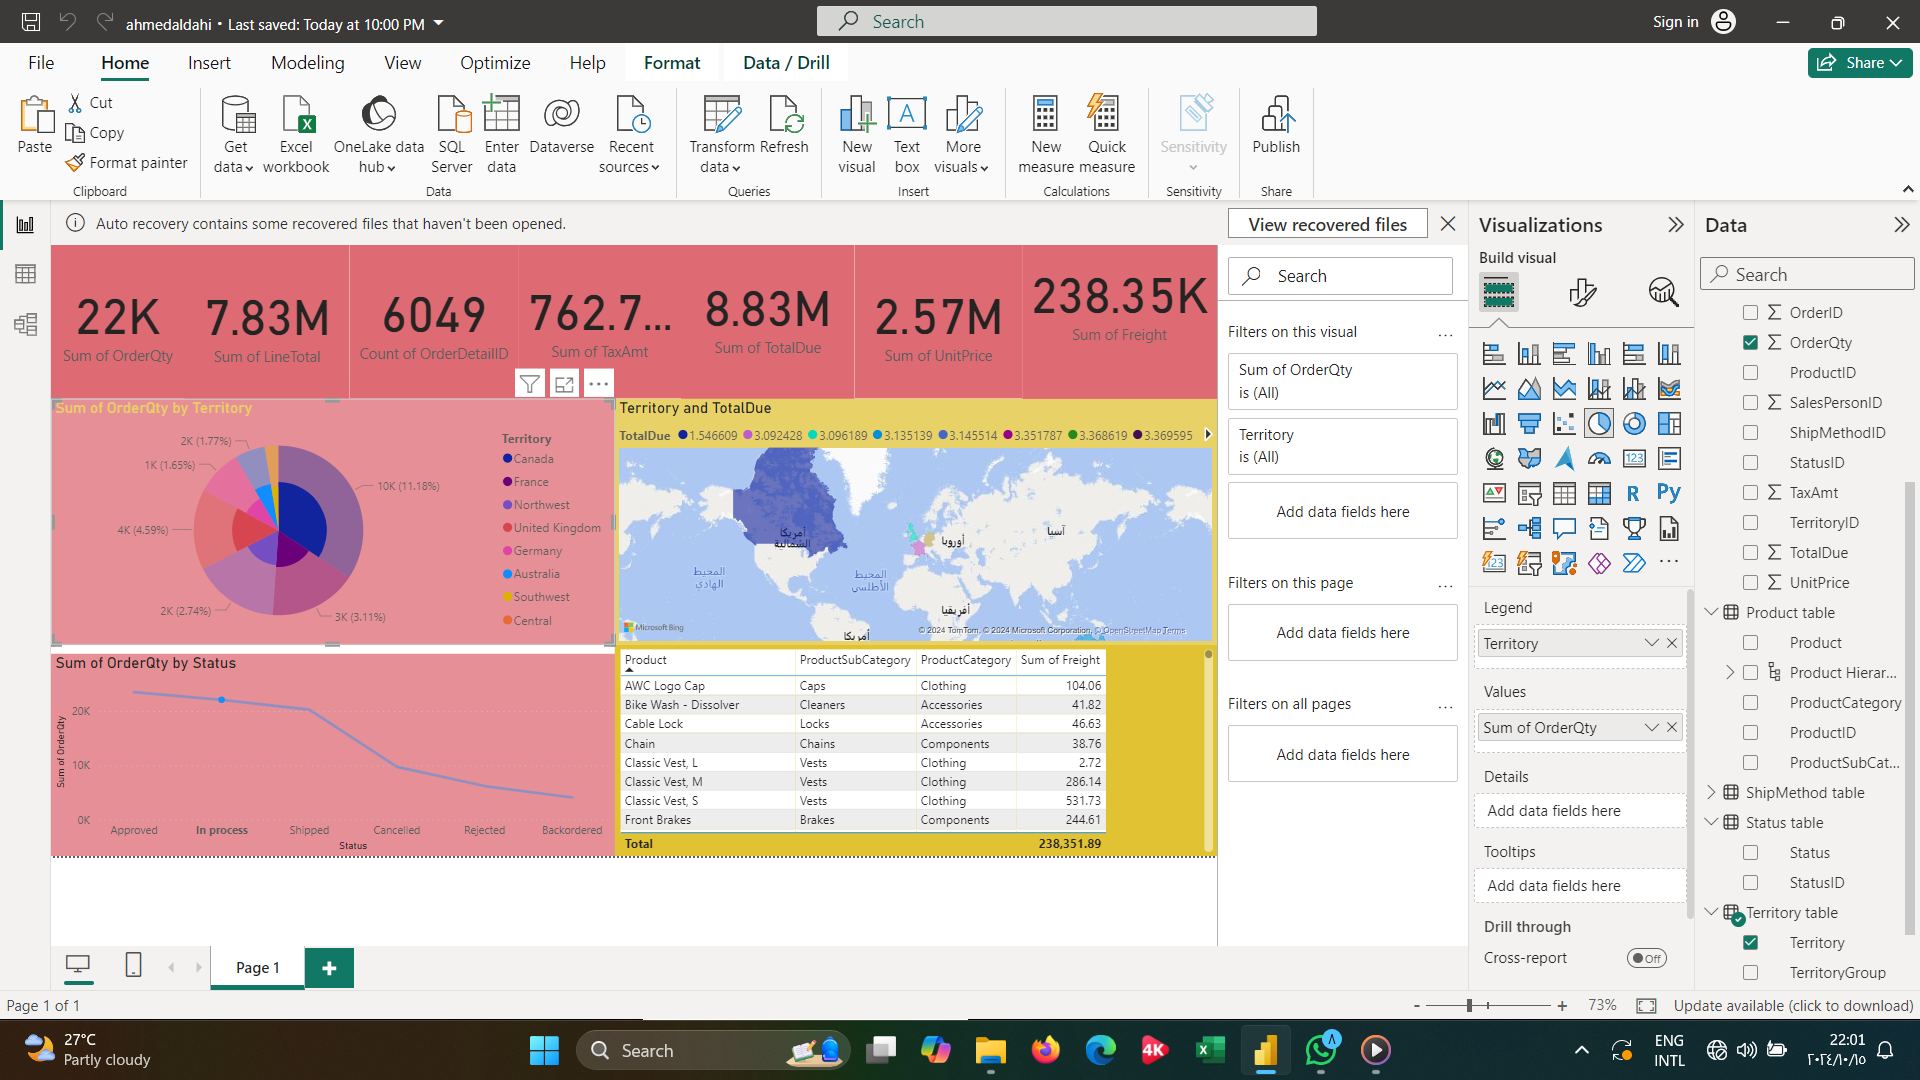 ahmedaldahi • Last saved: Today at 10:00 PM
Search
Sign in
File
Home
Insert
Modeling
View
Optimize
Help
Format
Data / Drill
Share
Paste
Cut
Copy
Format painter
Clipboard
Get data
Excel workbook
OneLake data hub
SQL Server
Enter data
Dataverse
Recent sources
Data
Transform data
Refresh
Queries
New visual
Text box
More visuals
Insert
New measure
Quick measure
Calculations
Sensitivity
Sensitivity
Publish
Share
Auto recovery contains some recovered files that haven't been opened.
View recovered files
22K
Sum of OrderQty
7.83M
Sum of LineTotal
6049
Count of OrderDetailID
762.7...
Sum of TaxAmt
8.83M
Sum of TotalDue
2.57M
Sum of UnitPrice
238.35K
Sum of Freight
Sum of OrderQty by Territory
2K (1.77%)
1K (1.65%)
4K (4.59%)
2K (2.74%)
3K (3.11%)
10K (11.18%)
Territory
Canada
France
Northwest
United Kingdom
Germany
Australia
Southwest
Central
Territory and TotalDue
TotalDue 1.546609 3.092428 3.096189 3.135139 3.145514 3.351787 3.368619 3.369595
أمريكا الشمالية
أوروبا
آسيا
المحيط الهادي
المحيط الأطلسي
أفريقيا
أمريكا
Microsoft Bing
© 2024 TomTom, © 2024 Microsoft Corporation, © OpenStreetMap Terms
Sum of OrderQty by Status
Sum of OrderQty
20K
10K
0K
Approved
In process
Shipped
Cancelled
Rejected
Backordered
Status
Product ProductSubCategory ProductCategory Sum of Freight
AWC Logo Cap Caps Clothing 104.06
Bike Wash - Dissolver Cleaners Accessories 41.82
Cable Lock Locks Accessories 46.63
Chain Chains Components 38.76
Classic Vest, L Vests Clothing 2.72
Classic Vest, M Vests Clothing 286.14
Classic Vest, S Vests Clothing 531.73
Front Brakes Brakes Components 244.61
Total 238,351.89
Search
Filters on this visual ...
Sum of OrderQty
is (All)
Territory
is (All)
Add data fields here
Filters on this page ...
Add data fields here
Filters on all pages ...
Add data fields here
Visualizations
Build visual
123
R
Py
123
...
Legend
Territory
Values
Sum of OrderQty
Details
Add data fields here
Tooltips
Add data fields here
Drill through
Cross-report Off
Data
Search
OrderID
OrderQty
ProductID
SalesPersonID
ShipMethodID
StatusID
TaxAmt
TerritoryID
TotalDue
UnitPrice
Product table
Product
Product Hierar...
ProductCategory
ProductID
ProductSubCat...
ShipMethod table
Status table
Status
StatusID
Territory table
Territory
TerritoryGroup
Page 1
Page 1 of 1
- + 73%
Update available (click to download)
27°C
Partly cloudy
Search
4K
ENG
INTL
22:01
٢٠٢٤/١٠/١٥